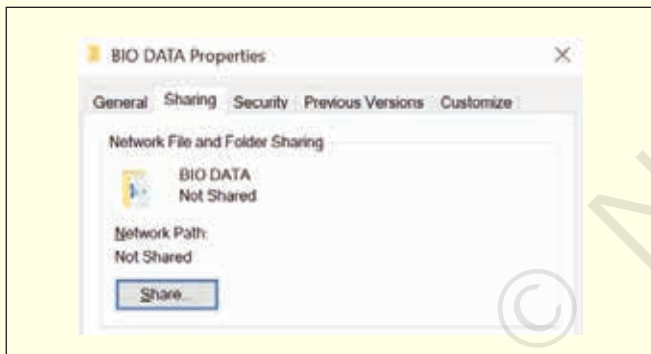 BIO DATA Properties
General Sharing Security Previous Versions Customize
Network File and Folder Sharing
BIO DATA
Not Shared
Network Path:
Not Shared
Share...
©